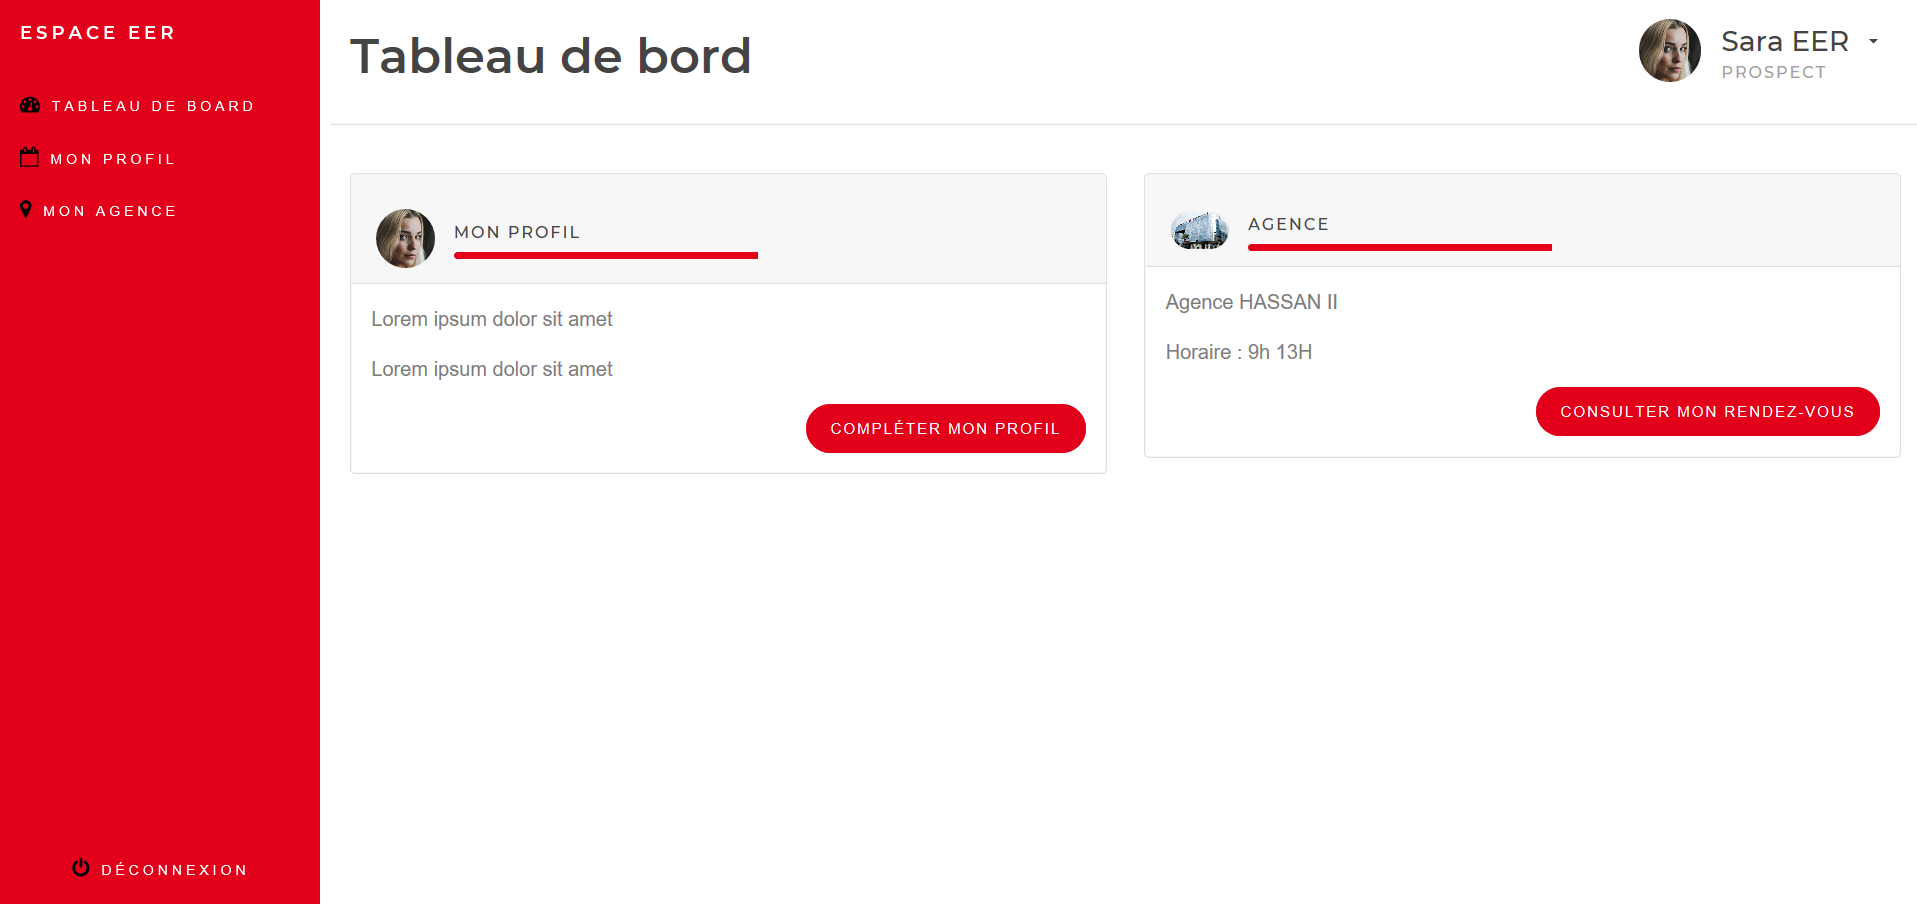 ESPACE EER
TABLEAU DE BOARD
MON PROFIL
MON AGENCE
DÉCONNEXION
Tableau de bord
Sara EER
PROSPECT
MON PROFIL
Lorem ipsum dolor sit amet
Lorem ipsum dolor sit amet
COMPLÉTER MON PROFIL
AGENCE
Agence HASSAN II
Horaire : 9h 13H
CONSULTER MON RENDEZ-VOUS